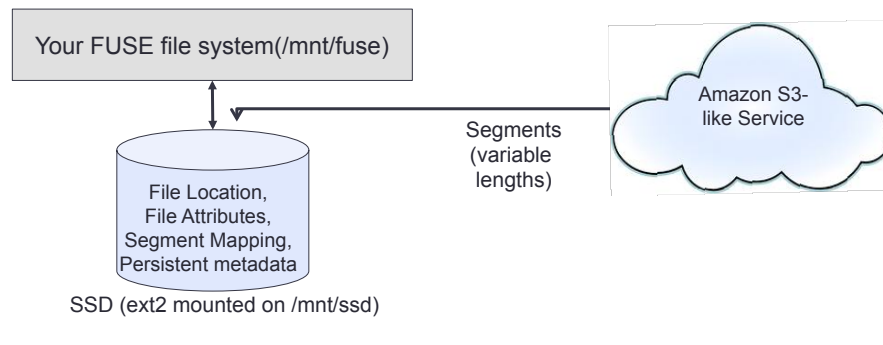 Your FUSE file system(/mnt/fuse)
Amazon S3-
like Service
Segments
(variable
lengths)
File Location,
File Attributes,
Segment Mapping,
Persistent metadata
SSD (ext2 mounted on /mnt/ssd)